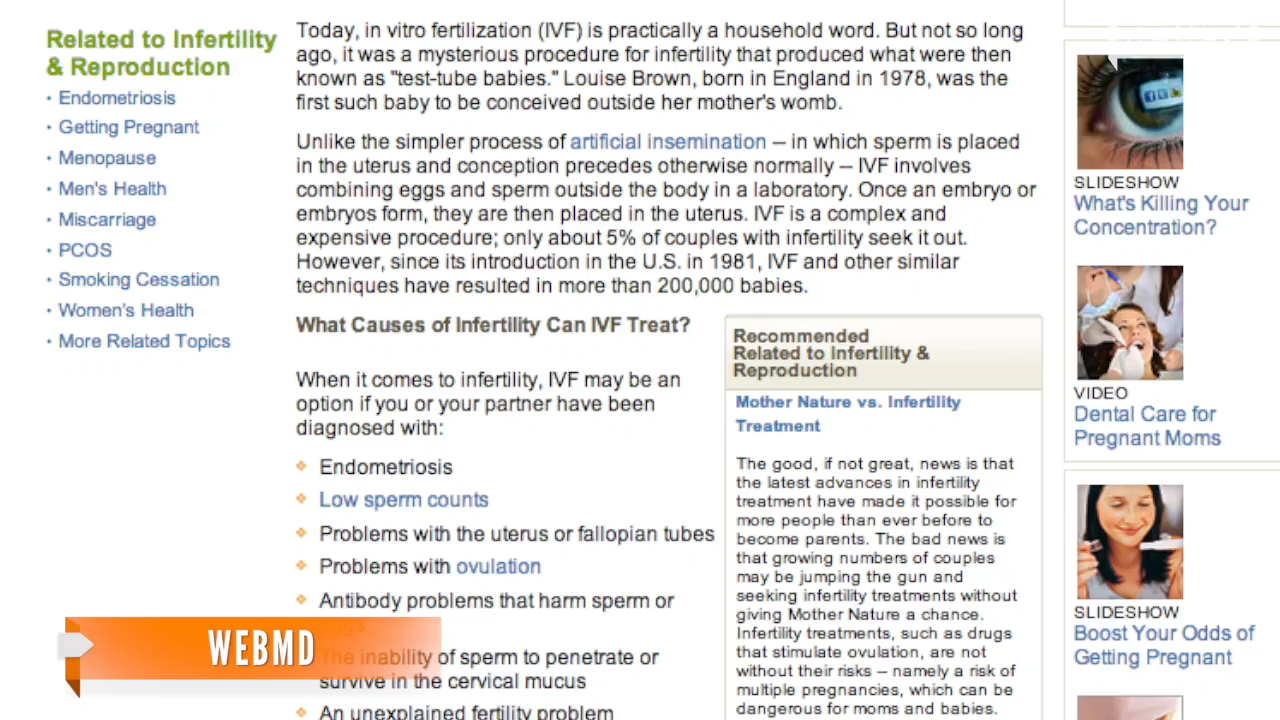 Related to Infertility
& Reproduction
• Endometriosis
• Getting Pregnant
• Menopause
• Men's Health
• Miscarriage
• PCOS
• Smoking Cessation
• Women's Health
• More Related Topics
Today, in vitro fertilization (IVF) is practically a household word. But not so long
ago, it was a mysterious procedure for infertility that produced what were then
known as "test-tube babies." Louise Brown, born in England in 1978, was the
first such baby to be conceived outside her mother's womb.
Unlike the simpler process of artificial insemination -- in which sperm is placed
in the uterus and conception precedes otherwise normally -- IVF involves
combining eggs and sperm outside the body in a laboratory. Once an embryo or
embryos form, they are then placed in the uterus. IVF is a complex and
expensive procedure; only about 5% of couples with infertility seek it out.
However, since its introduction in the U.S. in 1981, IVF and other similar
techniques have resulted in more than 200,000 babies.
What Causes of Infertility Can IVF Treat?
When it comes to infertility, IVF may be an
option if you or your partner have been
diagnosed with:
Endometriosis
Low sperm counts
Problems with the uterus or fallopian tubes
Problems with ovulation
Antibody problems that harm sperm or
The inability of sperm to penetrate or
survive in the cervical mucus
An unexplained fertility problem
Recommended
Related to Infertility &
Reproduction
Mother Nature vs. Infertility
Treatment
The good, if not great, news is that
the latest advances in infertility
treatment have made it possible for
more people than ever before to
become parents. The bad news is
that growing numbers of couples
may be jumping the gun and
seeking infertility treatments without
giving Mother Nature a chance.
Infertility treatments, such as drugs
that stimulate ovulation, are not
without their risks -- namely a risk of
multiple pregnancies, which can be
dangerous for moms and babies.
SLIDESHOW
What's Killing Your
Concentration?
VIDEO
Dental Care for
Pregnant Moms
SLIDESHOW
Boost Your Odds of
Getting Pregnant
WEBMD